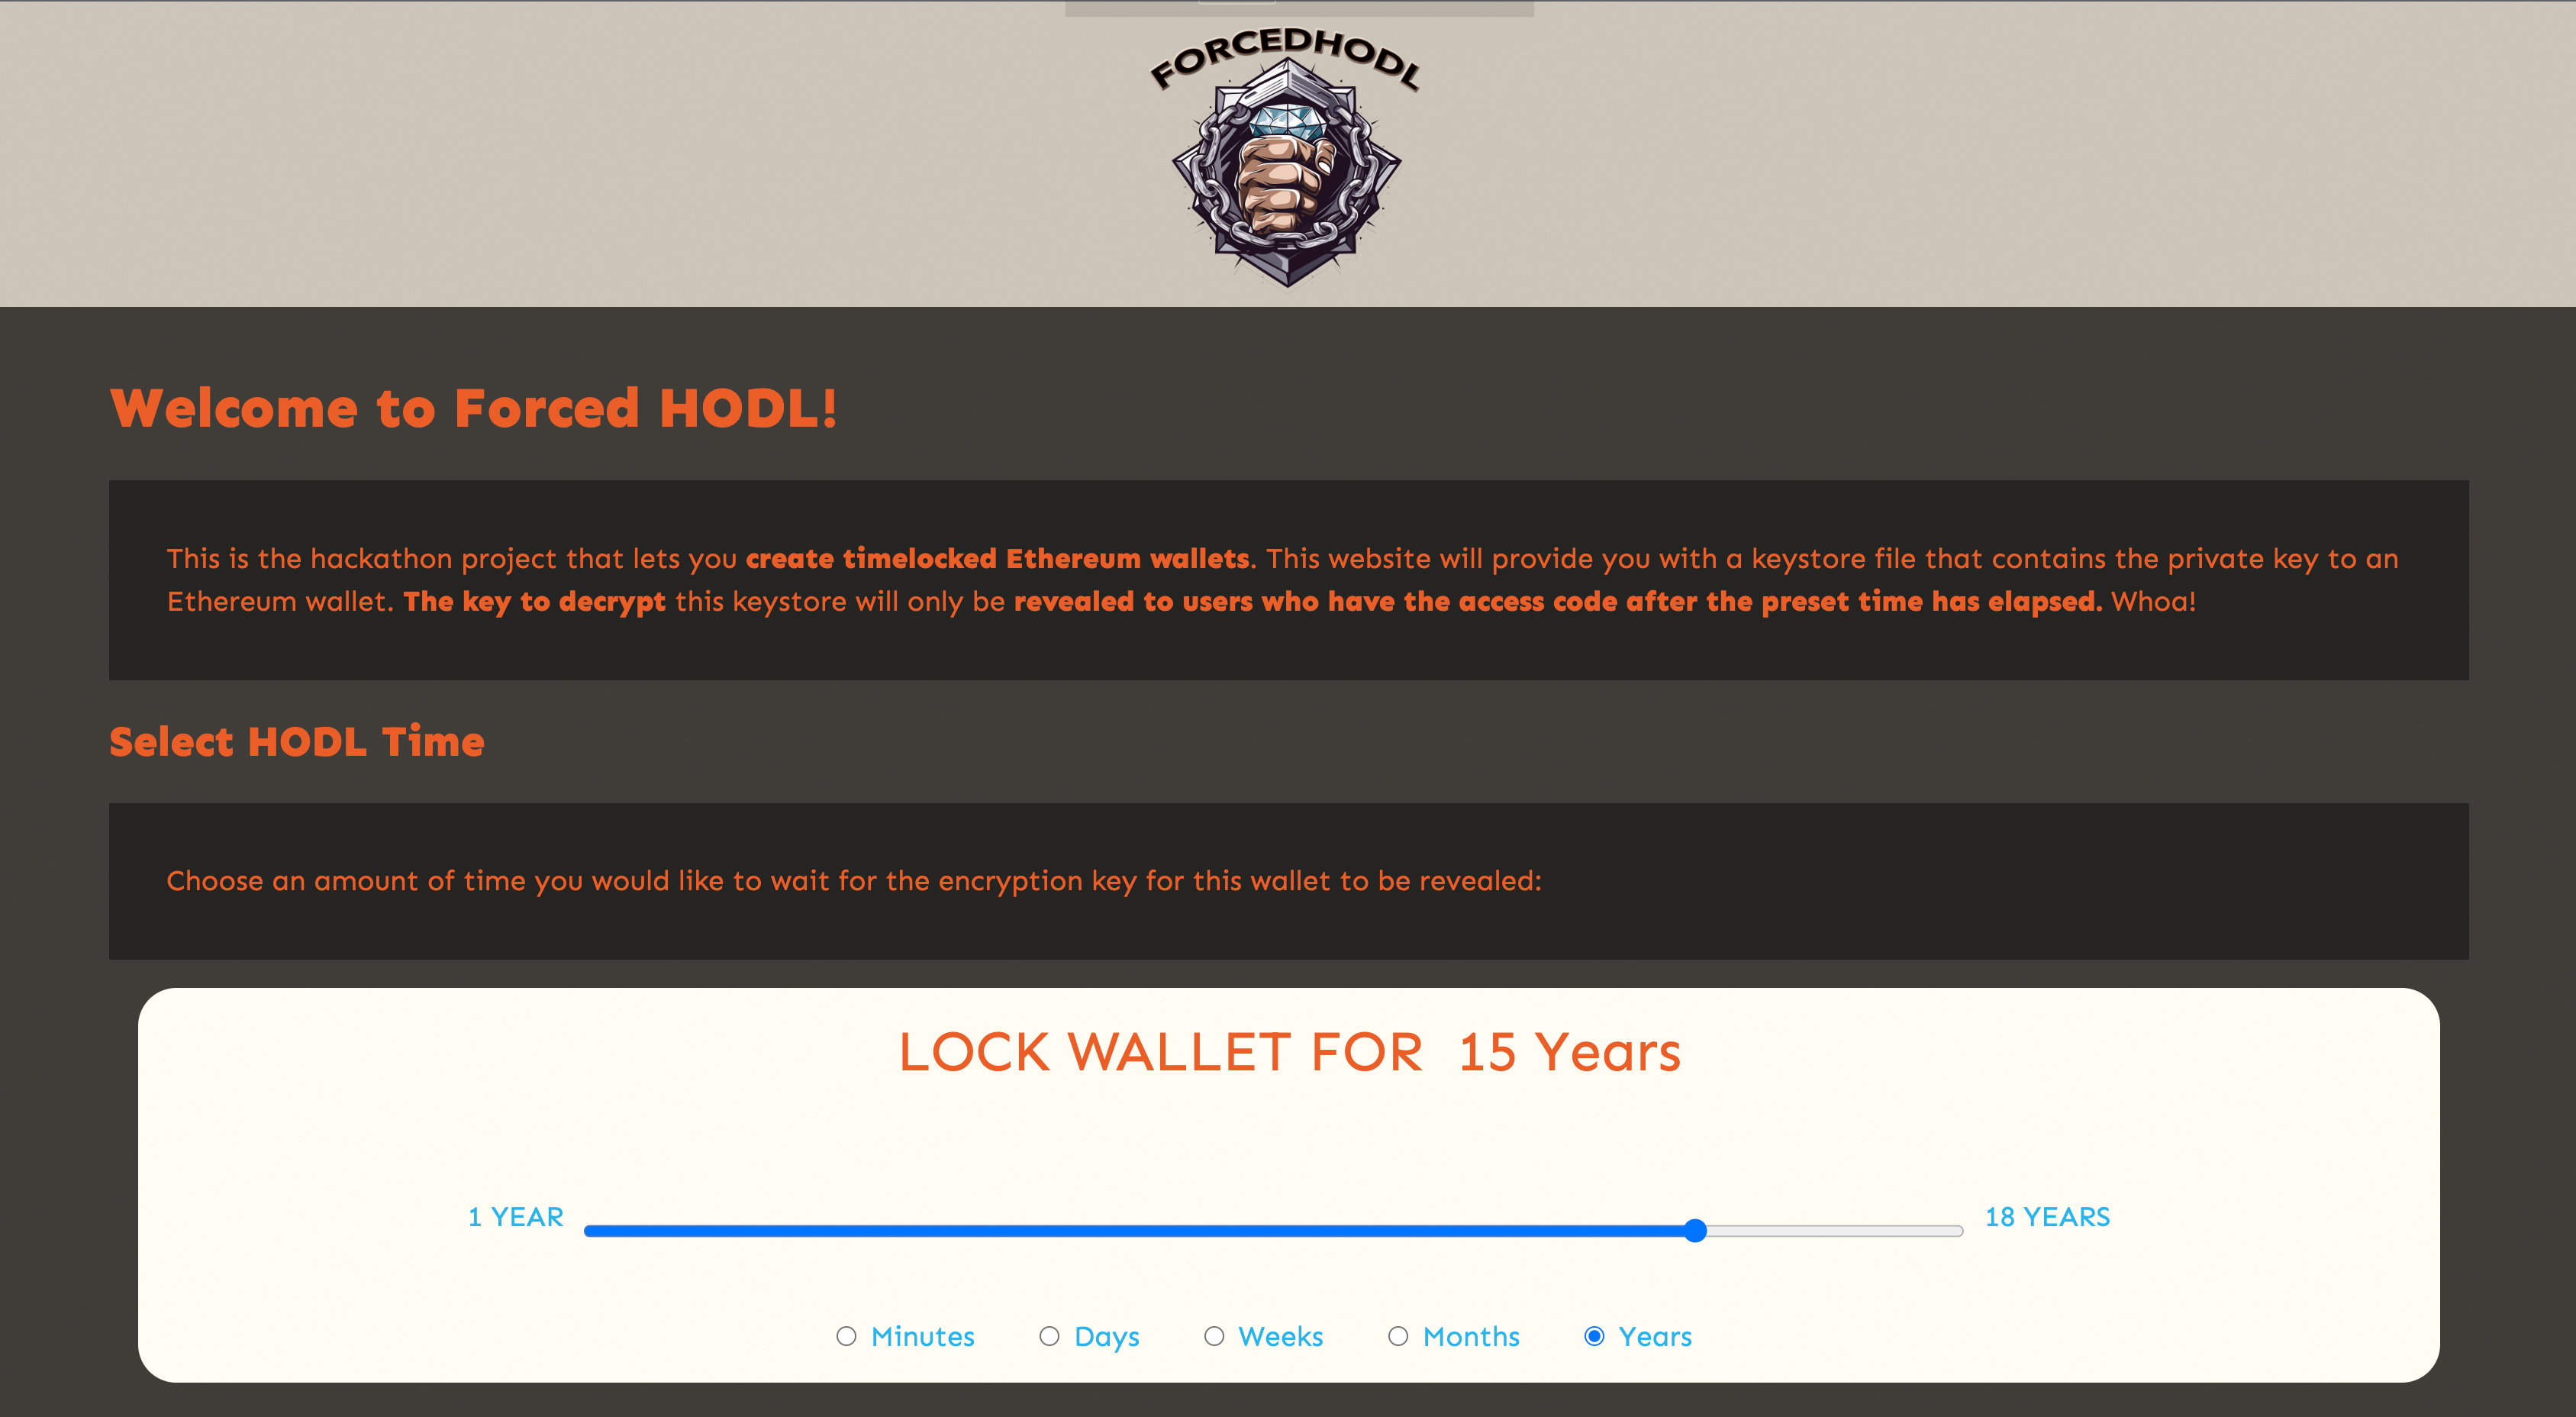 FORCEDHODL
Welcome to Forced HODL!
This is the hackathon project that lets you create timelocked Ethereum wallets. This website will provide you with a keystore file that contains the private key to an
Ethereum wallet. The key to decrypt this keystore will only be revealed to users who have the access code after the preset time has elapsed. Whoa!
Select HODL Time
Choose an amount of time you would like to wait for the encryption key for this wallet to be revealed:
LOCK WALLET FOR 15 Years
1 YEAR 18 YEARS
Minutes Days Weeks Months Years